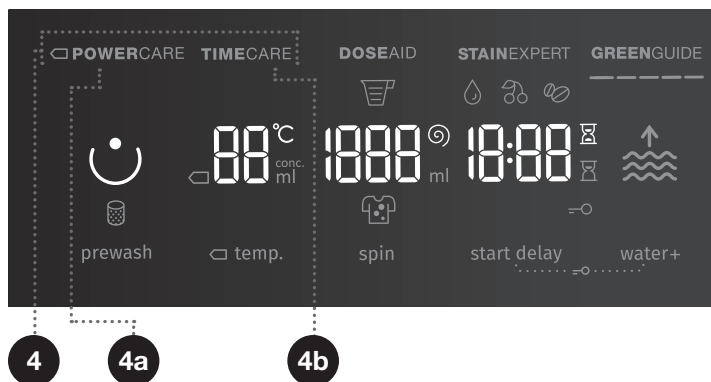 POWERCARE TIMECARE DOSEAID STAINEXPERT GREENGUIDE
88 °C conc. ml 1888 ml 18:88
prewash temp. spin start delay water+
4 4a 4b